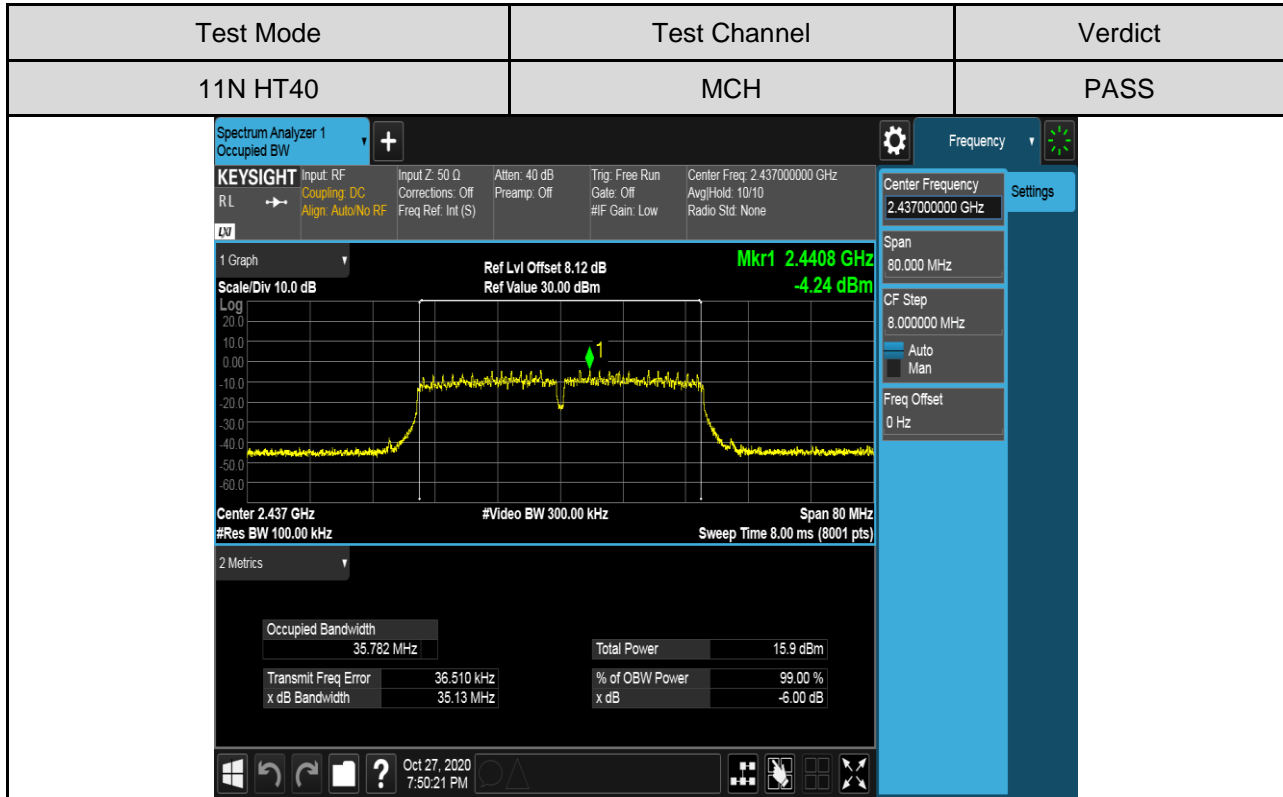 Test Mode Test Channel Verdict
11N HT40 MCH PASS
Spectrum Analyzer 1
Occupied BW
+
Frequency
KEYSIGHT Input: RF Input Z: 50 Ω Atten: 40 dB Trig: Free Run Center Freq: 2.437000000 GHz
RL Coupling: DC Corrections: Off Preamp: Off Gate: Off Avg|Hold: 10/10
Align: Auto/No RF Freq Ref: Int (S) #IF Gain: Low Radio Std: None
LXI
Center Frequency
2.437000000 GHz
Settings
Span
80.000 MHz
CF Step
8.000000 MHz
Auto
Man
Freq Offset
0 Hz
1 Graph Ref Lvl Offset 8.12 dB Mkr1 2.4408 GHz
Scale/Div 10.0 dB Ref Value 30.00 dBm -4.24 dBm
Log
20.0
10.0
0.00
-10.0
-20.0
-30.0
-40.0
-50.0
-60.0
1
Center 2.437 GHz #Video BW 300.00 kHz Span 80 MHz
#Res BW 100.00 kHz Sweep Time 8.00 ms (8001 pts)
2 Metrics
Occupied Bandwidth
35.782 MHz Total Power 15.9 dBm
Transmit Freq Error 36.510 kHz % of OBW Power 99.00 %
x dB Bandwidth 35.13 MHz x dB -6.00 dB
? Oct 27, 2020
7:50:21 PM